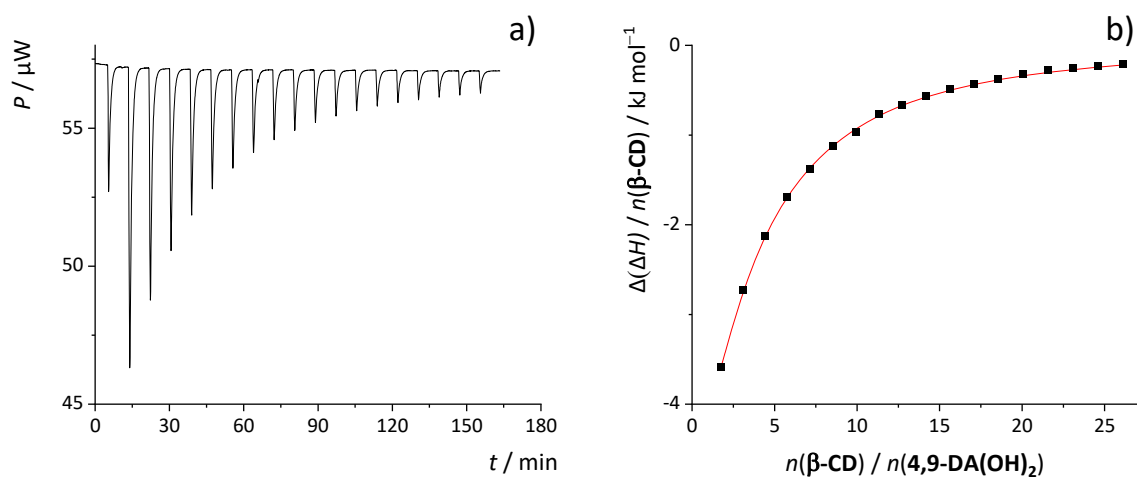 a)
P / µW
55
50
45
0 30 60 90 120 150 180
t / min
b)
Δ(ΔH) / n(β-CD) / kJ mol⁻¹
0
-2
-4
0 5 10 15 20 25
n(β-CD) / n(4,9-DA(OH)₂)